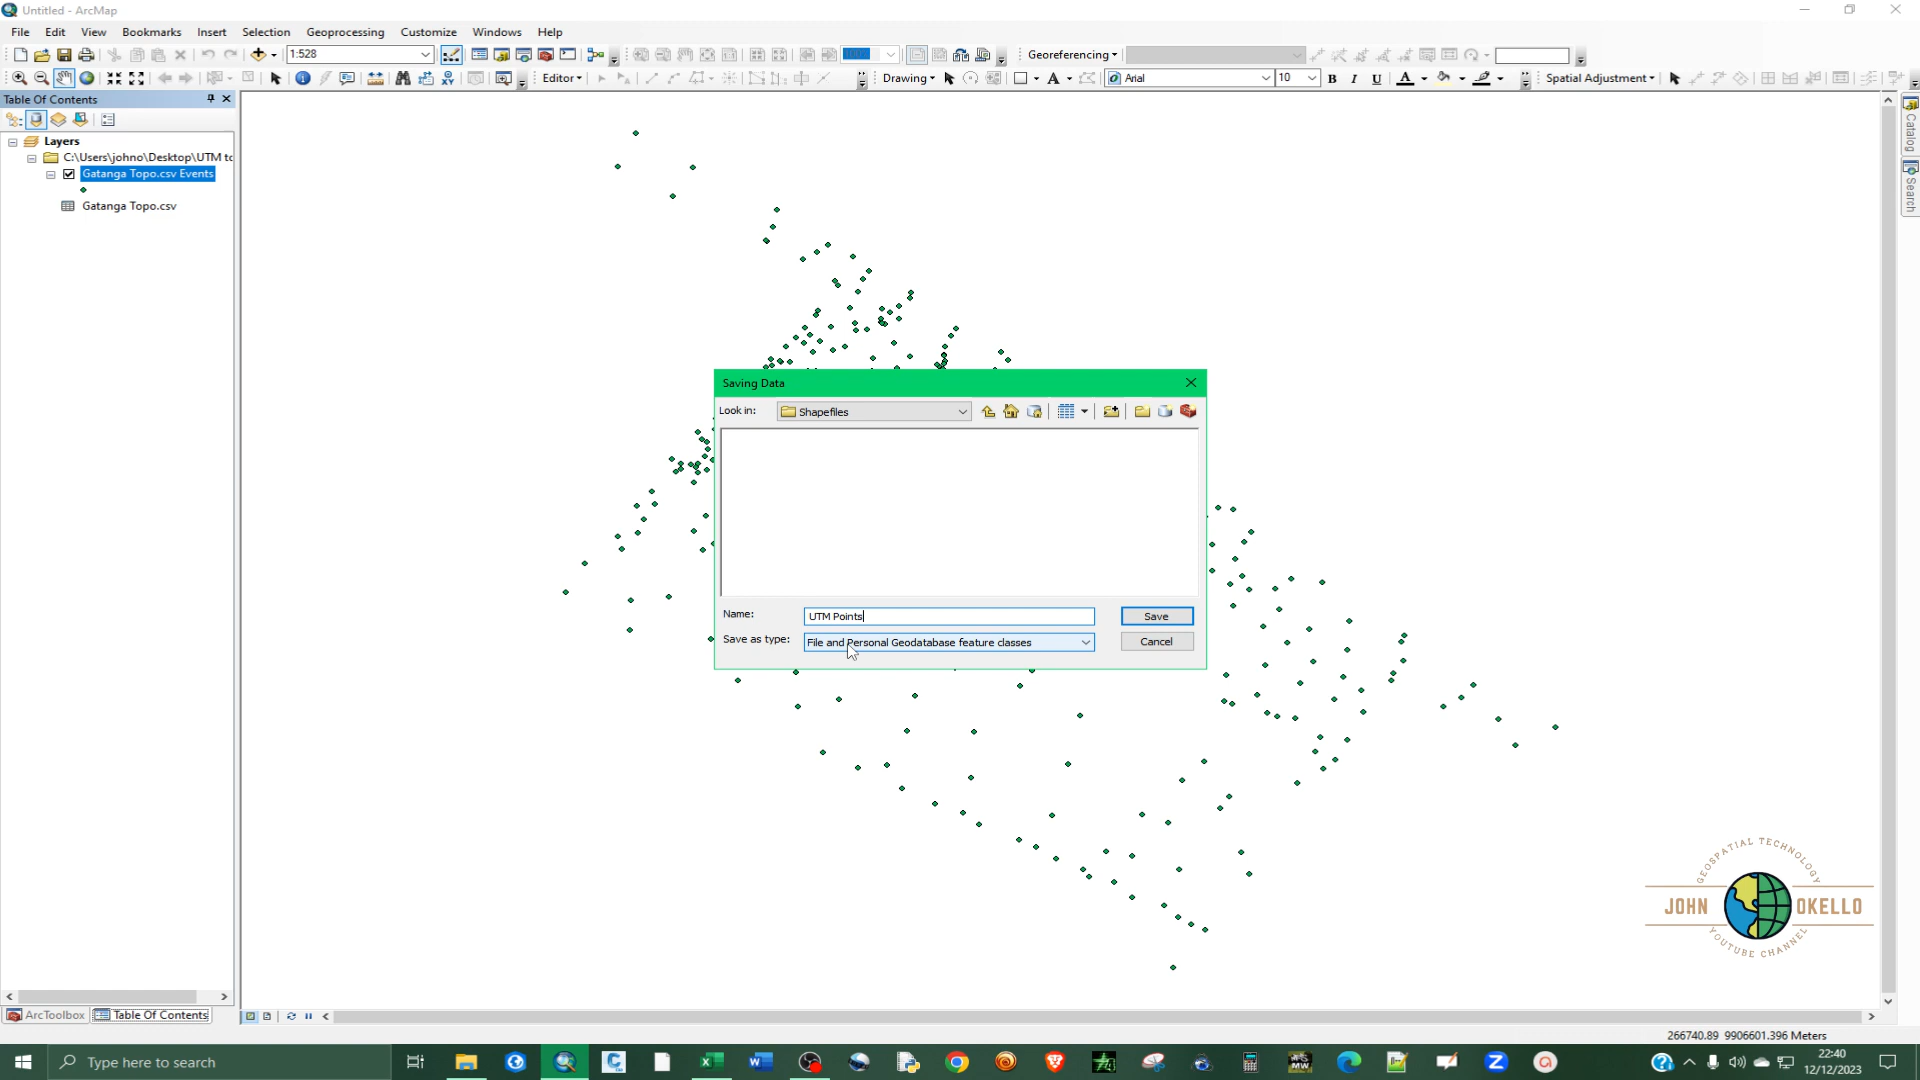 Untitled - ArcMap
File Edit View Bookmarks Insert Selection Geoprocessing Customize Windows Help
1:528 100% Georeferencing
Editor Drawing Arial 10 B I U A Spatial Adjustment
Table Of Contents
Layers
C:\Users\johno\Desktop\UTM to
Gatanga Topo.csv Events
Gatanga Topo.csv
Catalog
Search
Saving Data
Look in: Shapefiles
Name: UTM Points Save
Save as type: File and Personal Geodatabase feature classes Cancel
GEOSPATIAL TECHNOLOGY
JOHN OKELLO
YOUTUBE CHANNEL
ArcToolbox Table Of Contents
266740.89 9906601.396 Meters
Type here to search
22:40
12/12/2023